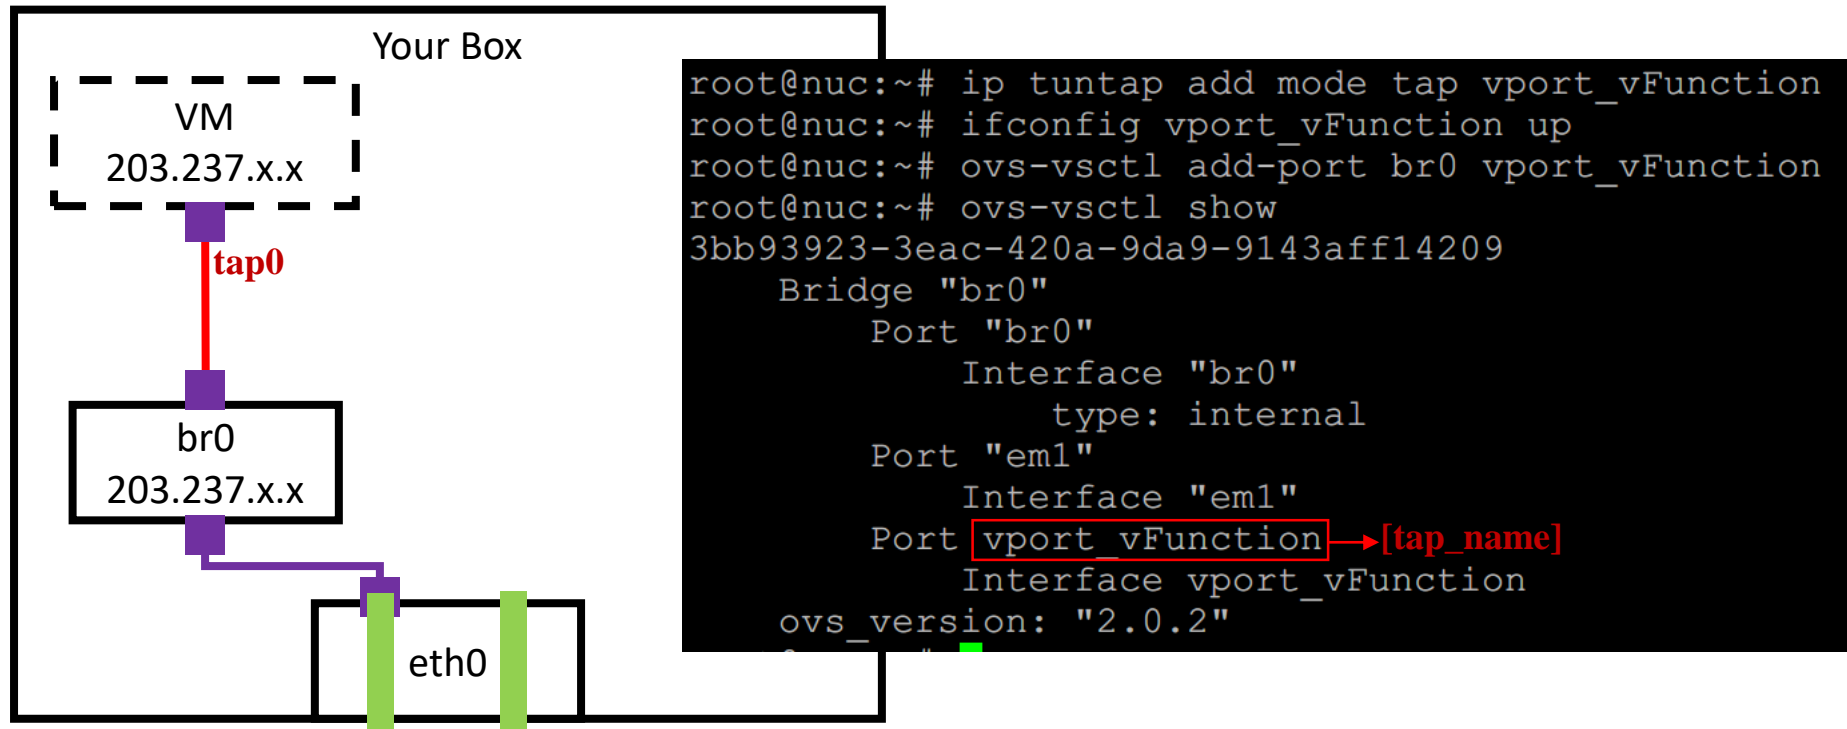 Your Box
VM
203.237.x.x
tap0
br0
203.237.x.x
eth0
root@nuc:~# ip tuntap add mode tap vport_vFunction
root@nuc:~# ifconfig vport_vFunction up
root@nuc:~# ovs-vsctl add-port br0 vport_vFunction
root@nuc:~# ovs-vsctl show
3bb93923-3eac-420a-9da9-9143aff14209
Bridge "br0"
Port "br0"
Interface "br0"
type: internal
Port "em1"
Interface "em1"
Port vport_vFunction [tap_name]
Interface vport_vFunction
ovs_version: "2.0.2"